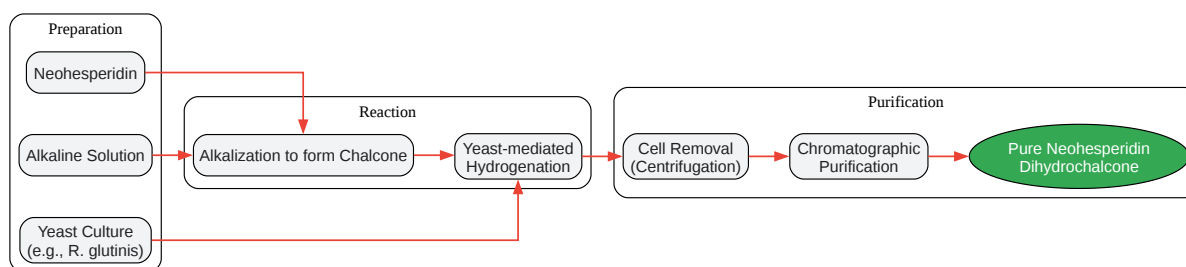 Preparation
Neohesperidin
Alkaline Solution
Yeast Culture
(e.g., R. glutinis)
Reaction
Alkalization to form Chalcone
Yeast-mediated
Hydrogenation
Purification
Cell Removal
(Centrifugation)
Chromatographic
Purification
Pure Neohesperidin
Dihydrochalcone